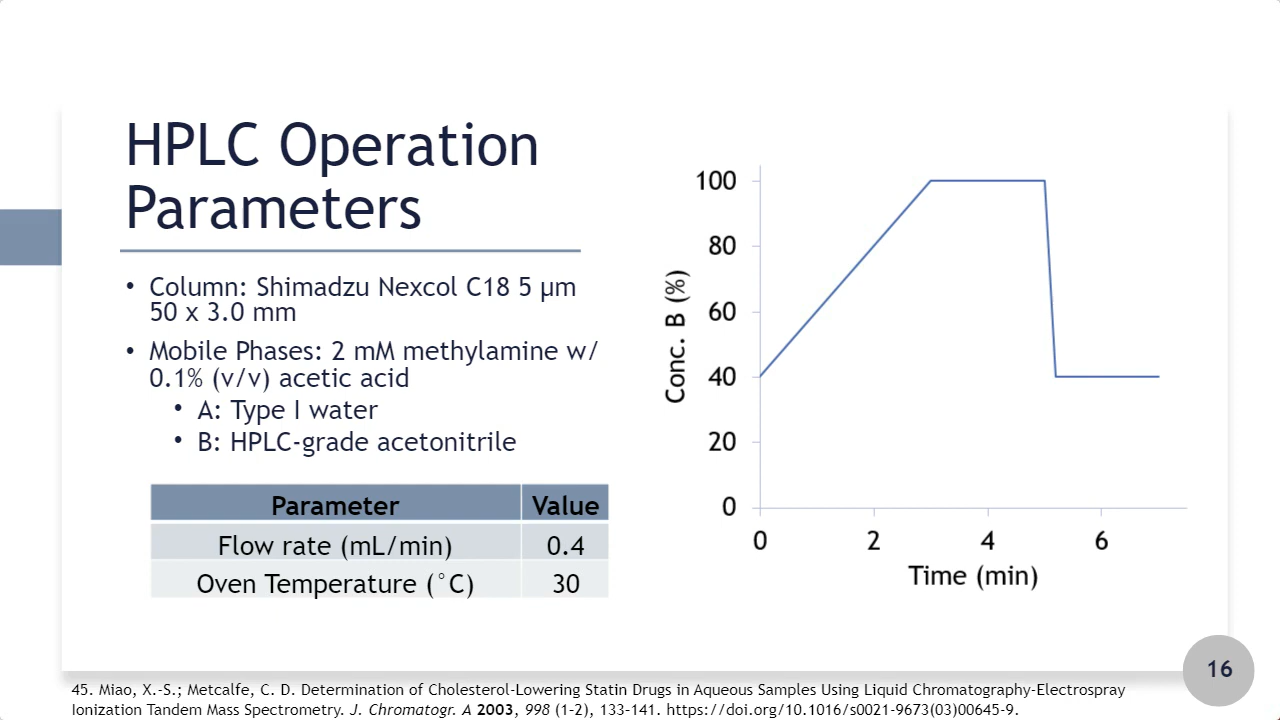 HPLC Operation
Parameters
• Column: Shimadzu Nexcol C18 5 µm
50 x 3.0 mm
• Mobile Phases: 2 mM methylamine w/
0.1% (v/v) acetic acid
• A: Type I water
• B: HPLC-grade acetonitrile
Parameter Value
Flow rate (mL/min) 0.4
Oven Temperature (°C) 30
Conc. B (%)
100
80
60
40
20
0
0 2 4 6
Time (min)
16
45. Miao, X.-S.; Metcalfe, C. D. Determination of Cholesterol-Lowering Statin Drugs in Aqueous Samples Using Liquid Chromatography-Electrospray
Ionization Tandem Mass Spectrometry. J. Chromatogr. A 2003, 998 (1-2), 133-141. https://doi.org/10.1016/s0021-9673(03)00645-9.